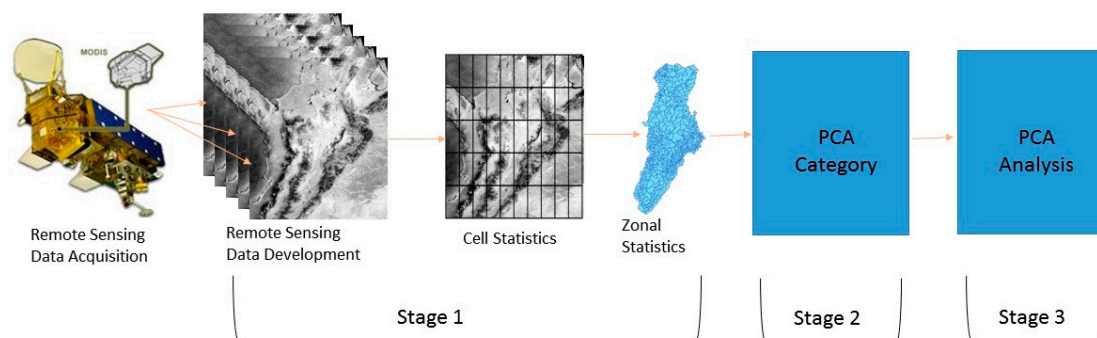 MODIS
Remote Sensing
Data Acquisition
Remote Sensing
Data Development
Cell Statistics
Zonal
Statistics
PCA
Category
PCA
Analysis
Stage 1
Stage 2
Stage 3